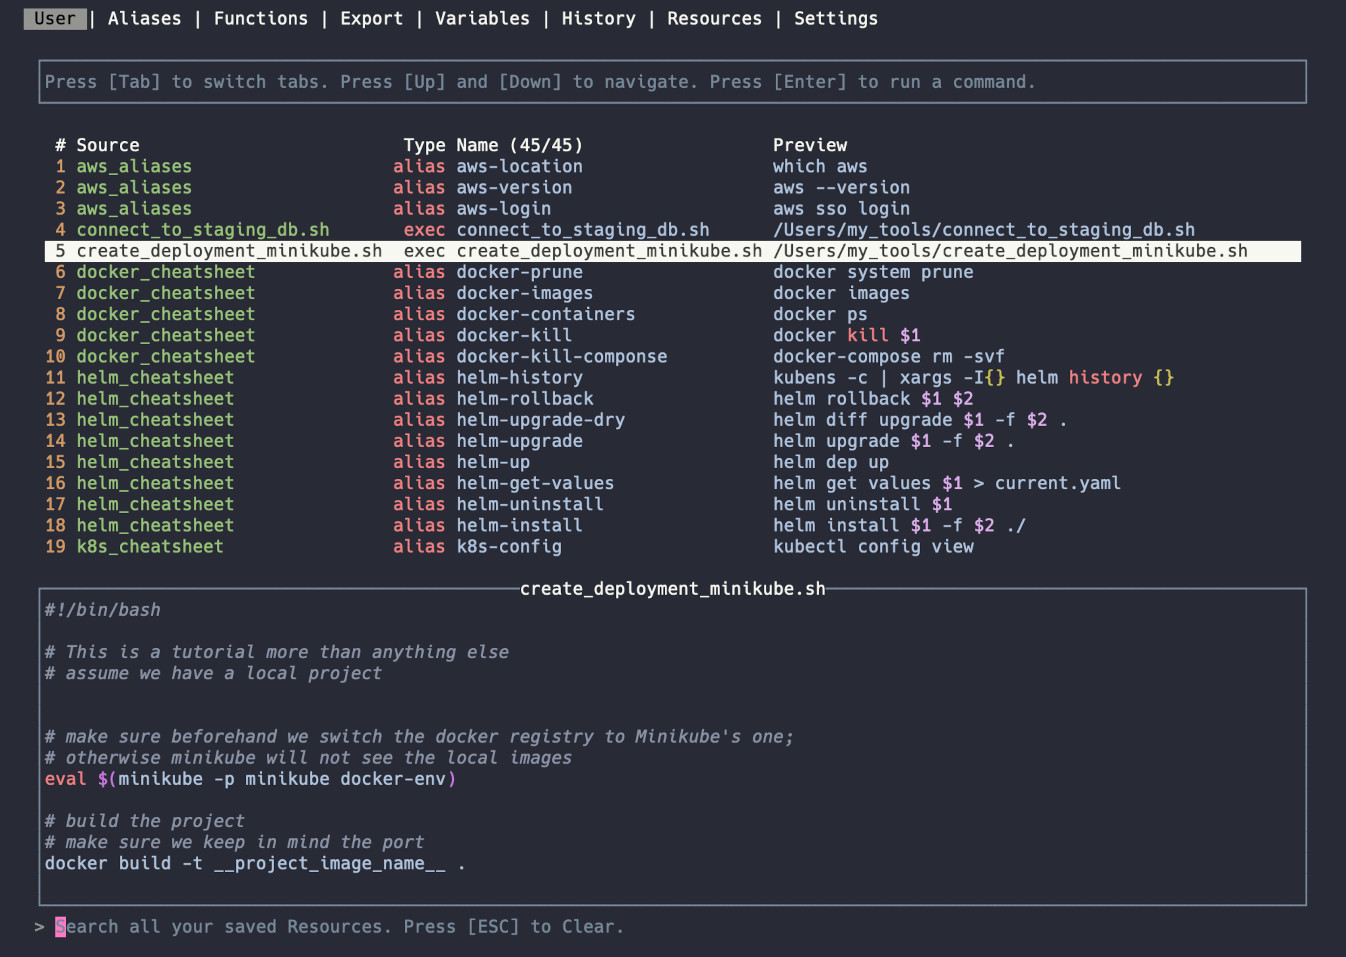 User | Aliases | Functions | Export | Variables | History | Resources | Settings
Press [Tab] to switch tabs. Press [Up] and [Down] to navigate. Press [Enter] to run a command.
# Source Type Name (45/45) Preview
1 aws_aliases alias aws-location which aws
2 aws_aliases alias aws-version aws --version
3 aws_aliases alias aws-login aws sso login
4 connect_to_staging_db.sh exec connect_to_staging_db.sh /Users/my_tools/connect_to_staging_db.sh
5 create_deployment_minikube.sh exec create_deployment_minikube.sh /Users/my_tools/create_deployment_minikube.sh
6 docker_cheatsheet alias docker-prune docker system prune
7 docker_cheatsheet alias docker-images docker images
8 docker_cheatsheet alias docker-containers docker ps
9 docker_cheatsheet alias docker-kill docker kill $1
10 docker_cheatsheet alias docker-kill-componse docker-compose rm -svf
11 helm_cheatsheet alias helm-history kubens -c | xargs -I{} helm history {}
12 helm_cheatsheet alias helm-rollback helm rollback $1 $2
13 helm_cheatsheet alias helm-upgrade-dry helm diff upgrade $1 -f $2 .
14 helm_cheatsheet alias helm-upgrade helm upgrade $1 -f $2 .
15 helm_cheatsheet alias helm-up helm dep up
16 helm_cheatsheet alias helm-get-values helm get values $1 > current.yaml
17 helm_cheatsheet alias helm-uninstall helm uninstall $1
18 helm_cheatsheet alias helm-install helm install $1 -f $2 ./
19 k8s_cheatsheet alias k8s-config kubectl config view
create_deployment_minikube.sh
#!/bin/bash
# This is a tutorial more than anything else
# assume we have a local project
# make sure beforehand we switch the docker registry to Minikube's one;
# otherwise minikube will not see the local images
eval $(minikube -p minikube docker-env)
# build the project
# make sure we keep in mind the port
docker build -t __project_image_name__ .
> Search all your saved Resources. Press [ESC] to Clear.